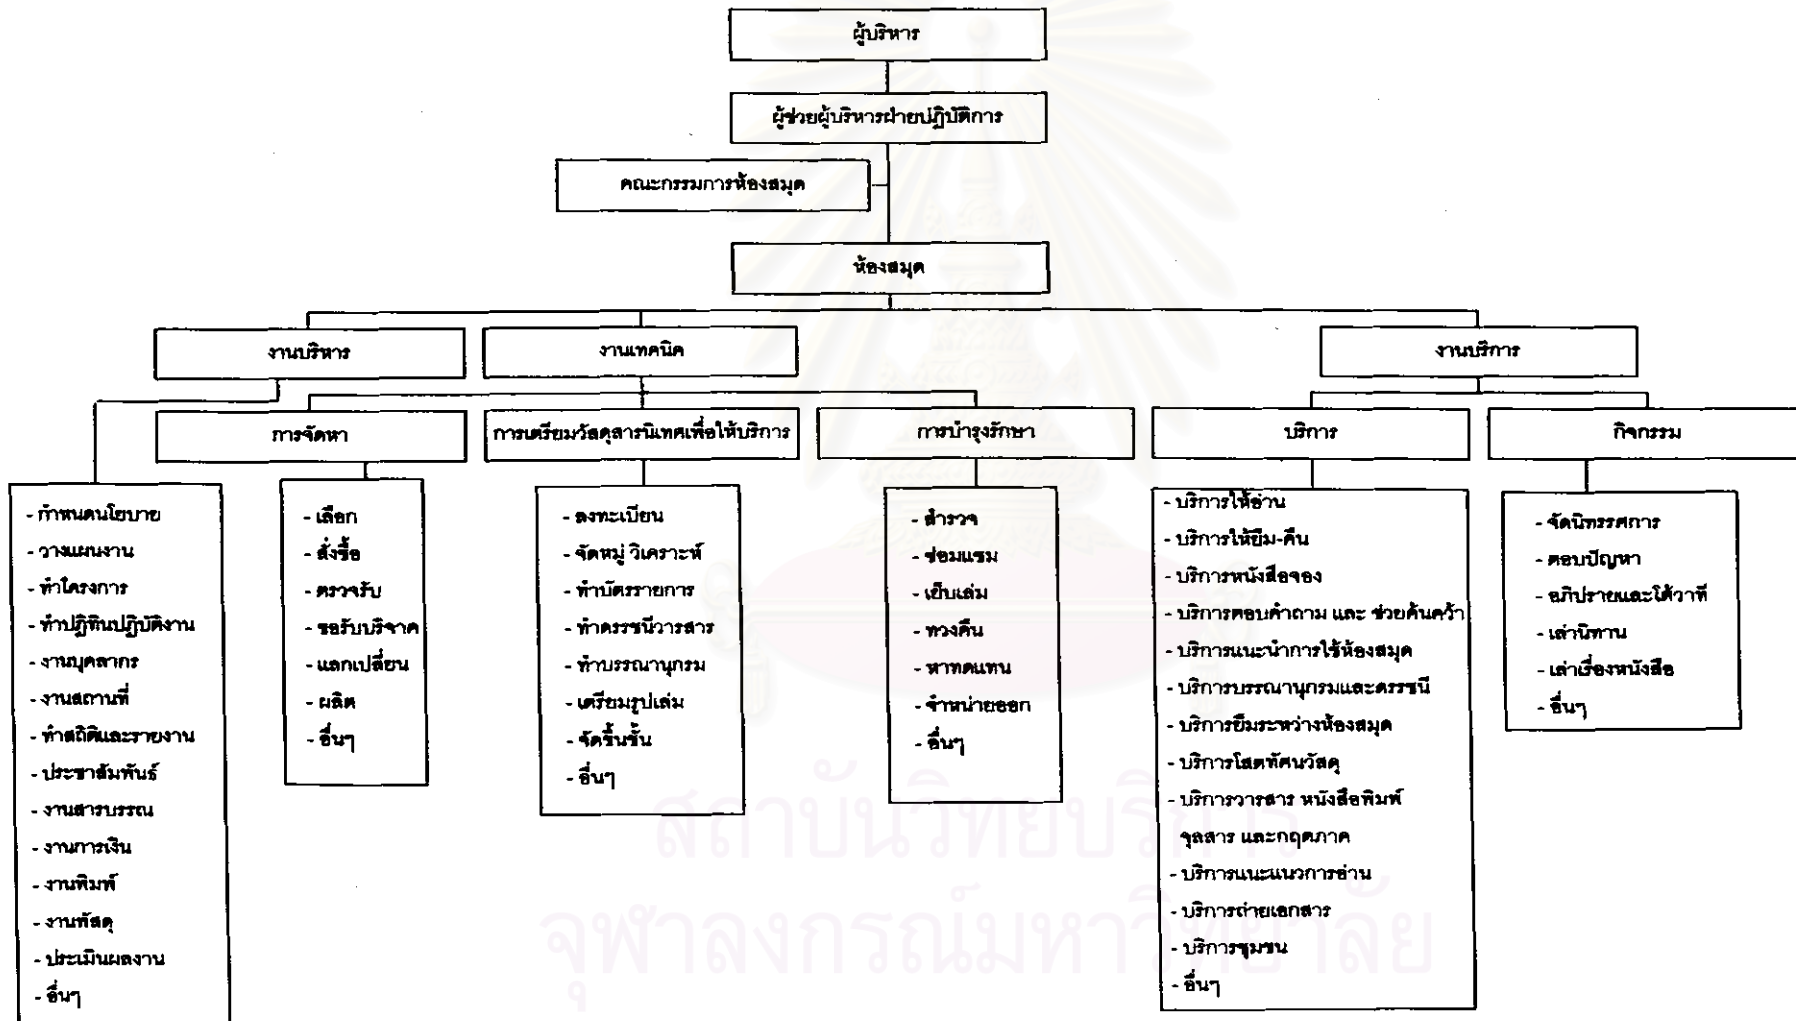 ผู้บริหาร
ผู้ช่วยผู้บริหารฝ่ายปฏิบัติการ
คณะกรรมการห้องสมุด
ห้องสมุด
งานบริหาร
งานเทคนิค
งานบริการ
การจัดหา
การเตรียมวัสดุสารนิเทศเพื่อให้บริการ
การบำรุงรักษา
บริการ
กิจกรรม
- กำหนดนโยบาย
- วางแผนงาน
- ทำโครงการ
- ทำปฏิทินปฏิบัติงาน
- งานบุคลากร
- งานสถานที่
- ทำสถิติและรายงาน
- ประชาสัมพันธ์
- งานสารบรรณ
- งานการเงิน
- งานพิมพ์
- งานพัสดุ
- ประเมินผลงาน
- อื่นๆ
- เลือก
- สั่งซื้อ
- ตรวจรับ
- ขอรับบริจาค
- แลกเปลี่ยน
- ผลิต
- อื่นๆ
- ลงทะเบียน
- จัดหมู่ วิเคราะห์
- ทำบัตรรายการ
- ทำดรรชนีวารสาร
- ทำบรรณานุกรม
- เตรียมรูปเล่ม
- จัดขึ้นชั้น
- อื่นๆ
- สำรวจ
- ซ่อมแซม
- เย็บเล่ม
- ทวงคืน
- หาทดแทน
- จำหน่ายออก
- อื่นๆ
- บริการให้อ่าน
- บริการให้ยืม-คืน
- บริการหนังสือจอง
- บริการตอบคำถาม และ ช่วยค้นคว้า
- บริการแนะนำการใช้ห้องสมุด
- บริการบรรณานุกรมและดรรชนี
- บริการยืมระหว่างห้องสมุด
- บริการโสตทัศนวัสดุ
- บริการวารสาร หนังสือพิมพ์
จุลสาร และกฤตภาค
- บริการแนะแนวการอ่าน
- บริการถ่ายเอกสาร
- บริการชุมชน
- อื่นๆ
- จัดนิทรรศการ
- ตอบปัญหา
- อภิปรายและโต้วาที
- เล่านิทาน
- เล่าเรื่องหนังสือ
- อื่นๆ
สถาบันวิทยบริการ
จุฬาลงกรณ์มหาวิทยาลัย